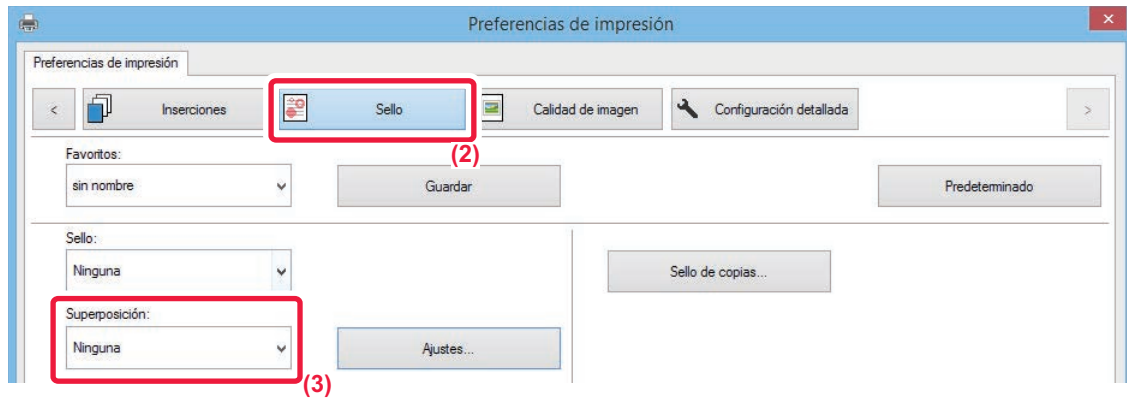 Preferencias de impresión
Preferencias de impresión
< Inserciones Sello Calidad de imagen Configuración detallada >
(2)
Favoritos:
sin nombre Guardar Predeterminado
Sello:
Ninguna Sello de copias...
Superposición:
Ninguna Ajustes...
(3)